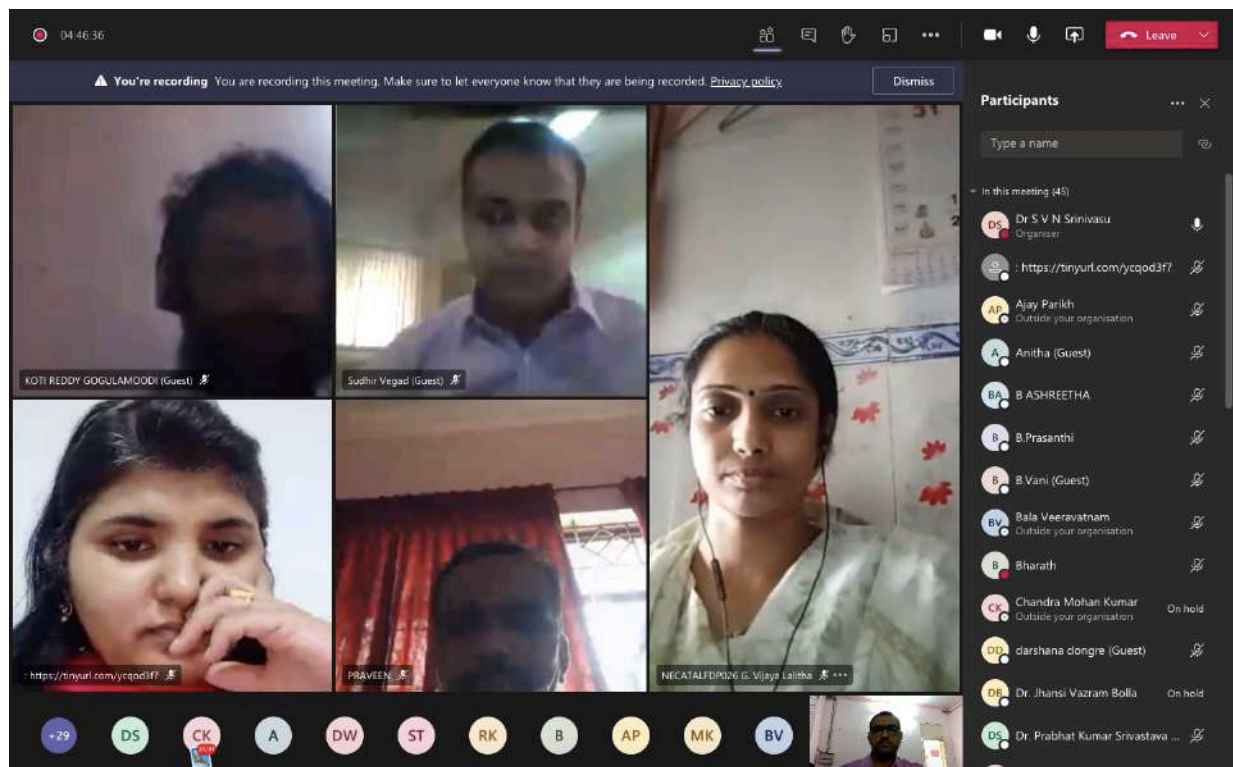 04:46:36
Leave
You're recording You are recording this meeting. Make sure to let everyone know that they are being recorded. Privacy policy
Dismiss
KOTI REDDY GOGULAMOODI (Guest)
Sudhir Vegad (Guest)
31
1
2
: https://tinyurl.com/ycqod3f7
PRAVEEN
NECATALFDP026 G. Vijaya Lalitha
+29
DS
CK
A
DW
ST
RK
B
AP
MK
BV
Participants
Type a name
In this meeting (45)
DS
Dr S V N Srinivasu
Organiser
: https://tinyurl.com/ycqod3f7
AP
Ajay Parikh
Outside your organisation
A
Anitha (Guest)
BA
B ASHREETHA
B
B.Prasanthi
B
B.Vani (Guest)
BV
Bala Veeravatnam
Outside your organisation
B
Bharath
CK
Chandra Mohan Kumar
On hold
Outside your organisation
DD
darshana dongre (Guest)
DB
Dr. Jhansi Vazram Bolla
On hold
DS
Dr. Prabhat Kumar Srivastava ...